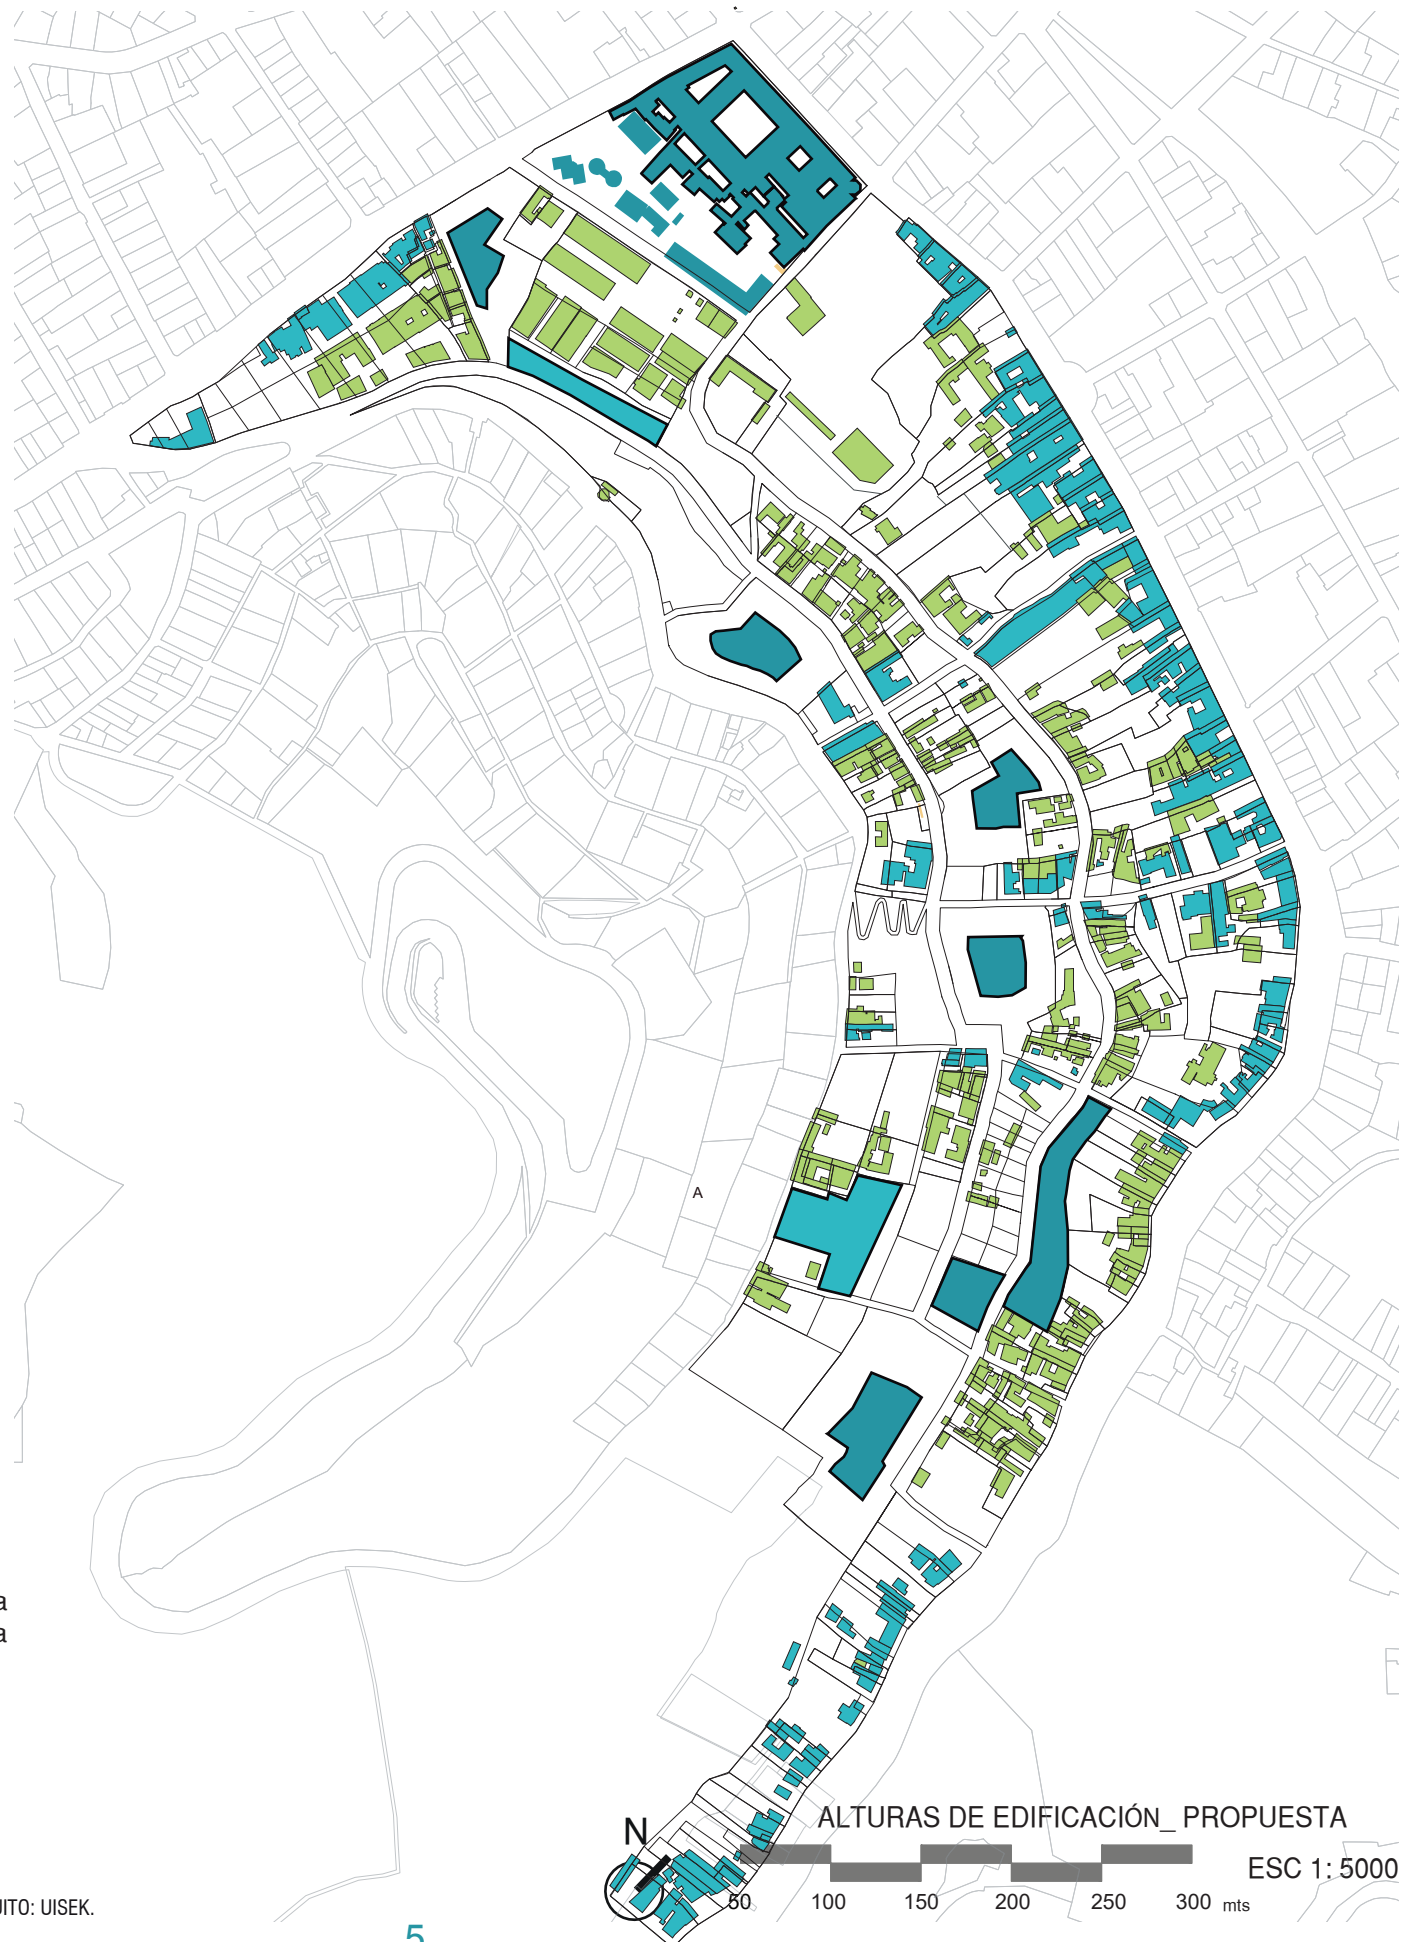 A
a
a
N
ALTURAS DE EDIFICACIÓN_ PROPUESTA
ESC 1: 5000
50 100 150 200 250 300 mts
UITO: UISEK.
5